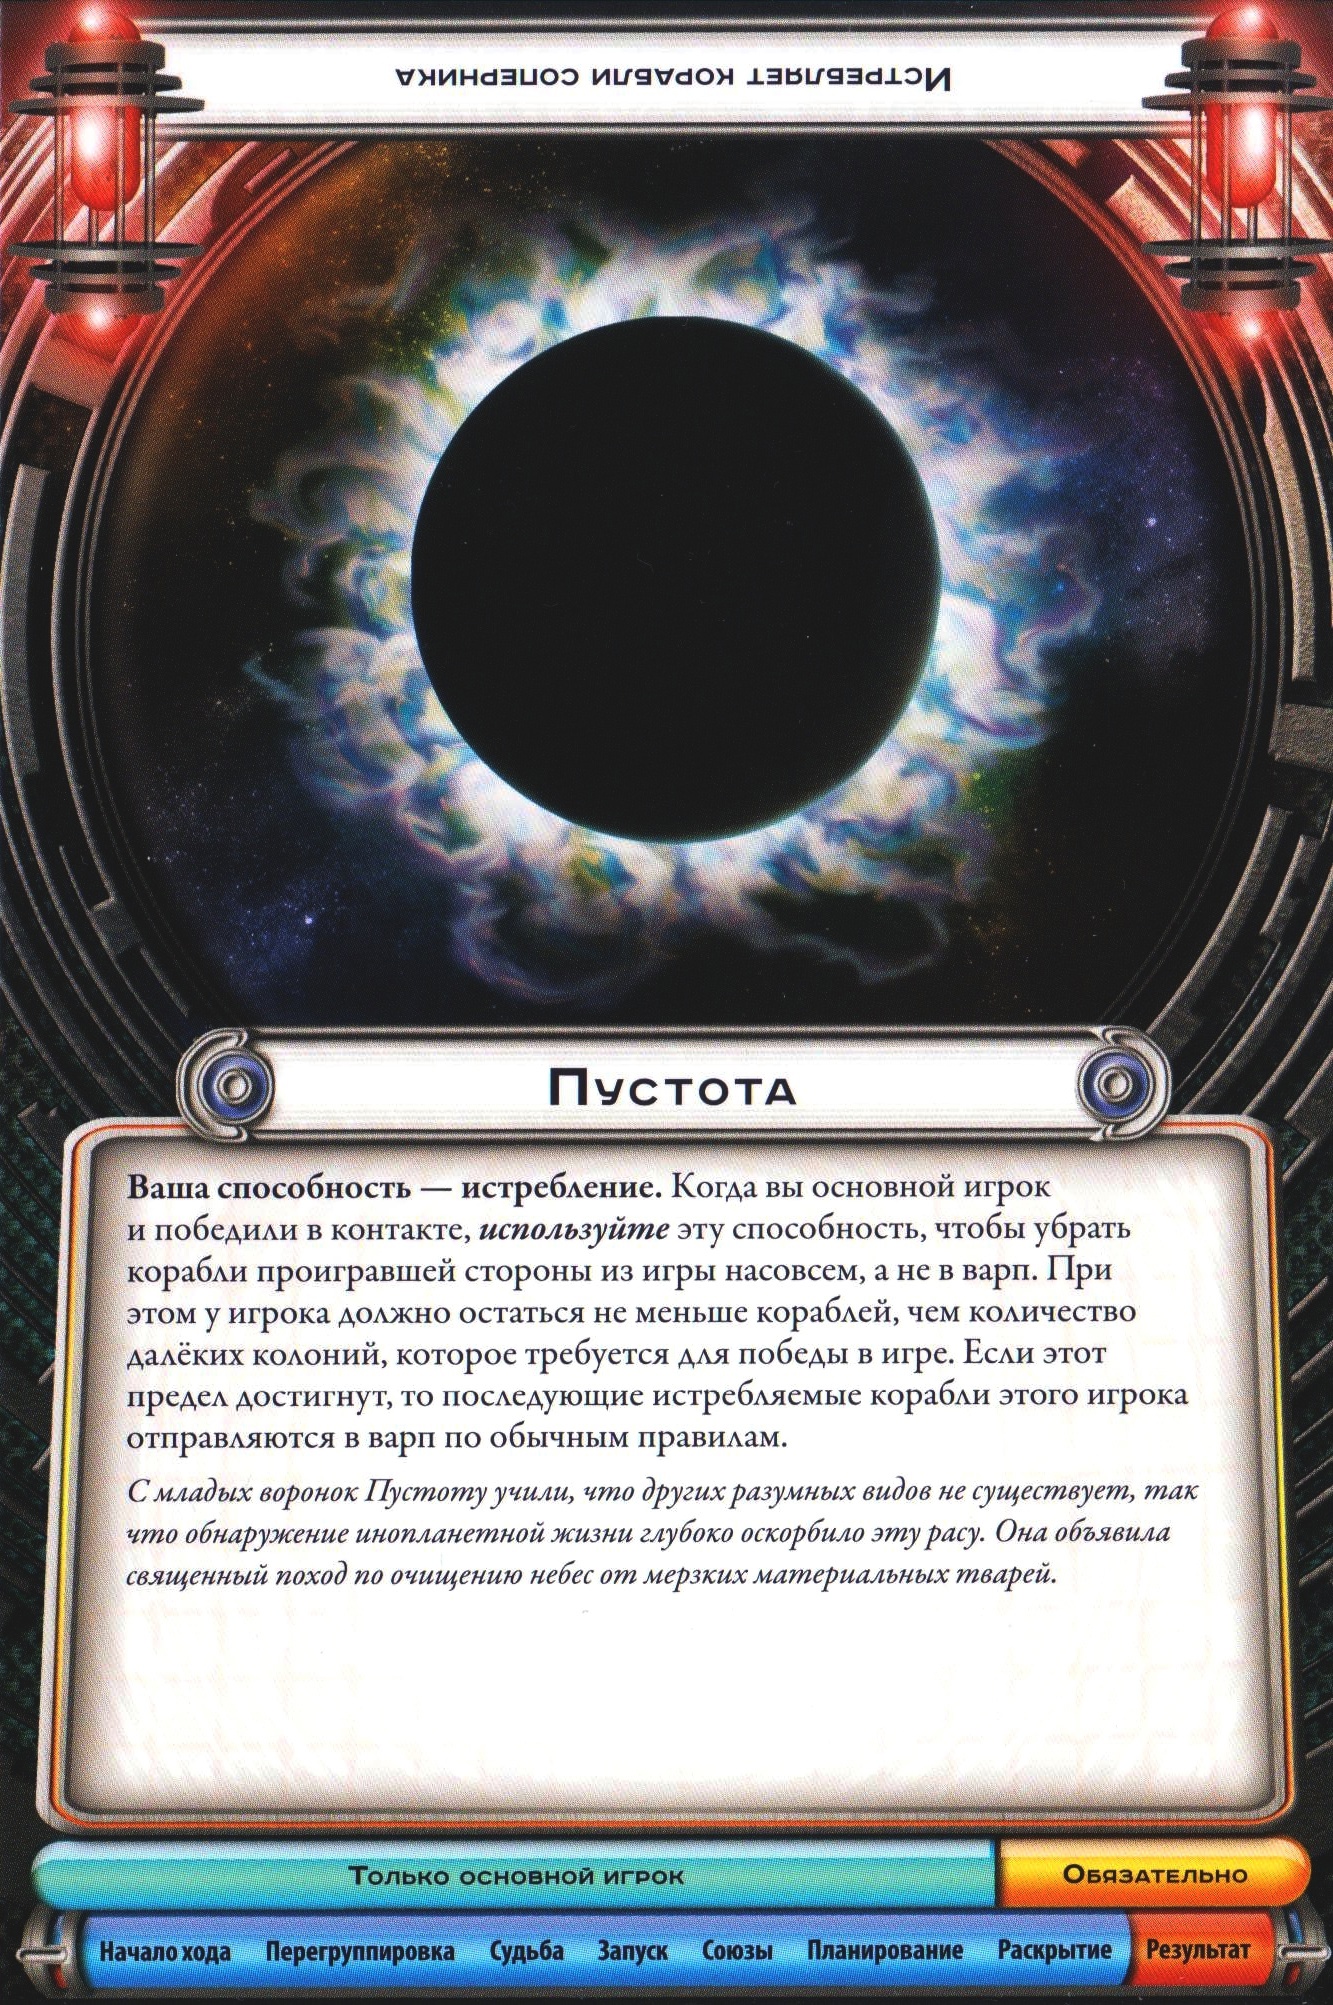 Истребляет корабли соперника
Пустота
Ваша способность — истребление. Когда вы основной игрок
и победили в контакте, используйте эту способность, чтобы убрать
корабли проигравшей стороны из игры насовсем, а не в варп. При
этом у игрока должно остаться не меньше кораблей, чем количество
далёких колоний, которое требуется для победы в игре. Если этот
предел достигнут, то последующие истребляемые корабли этого игрока
отправляются в варп по обычным правилам.
С младых воронок Пустоту учили, что других разумных видов не существует, так
что обнаружение инопланетной жизни глубоко оскорбило эту расу. Она объявила
священный поход по очищению небес от мерзких материальных тварей.
Только основной игрок Обязательно
Начало хода Перегруппировка Судьба Запуск Союзы Планирование Раскрытие Результат